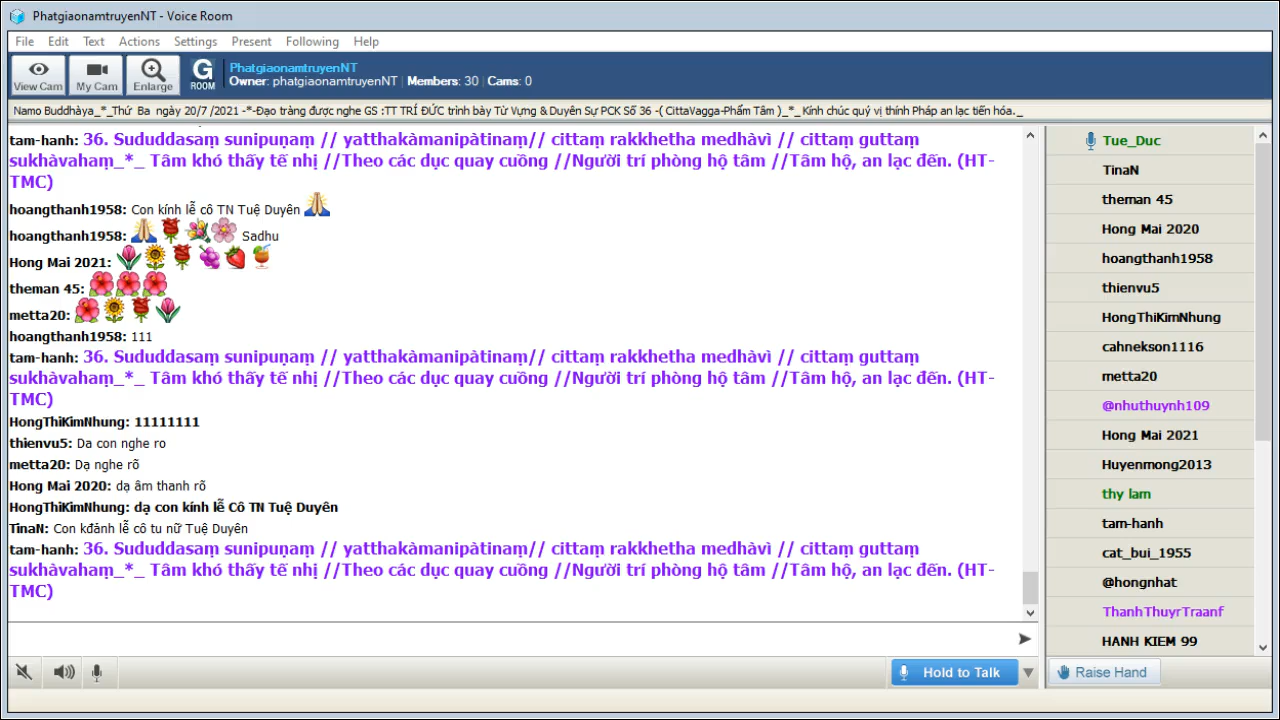 PhatgiaonamtruyenNT - Voice Room
File Edit Text Actions Settings Present Following Help
View Cam My Cam Enlarge G ROOM
PhatgiaonamtruyenNT
Owner: phatgiaonamtruyenNT | Members: 30 | Cams: 0
Namo Buddhàya_*_Thứ Ba ngày 20/7 /2021 -*-Đạo tràng được nghe GS :TT TRÍ ĐỨC trình bày Từ Vựng & Duyên Sự PCK Số 36 -( CittaVagga-Phẩm Tâm )_*_ Kính chúc quý vị thính Pháp an lạc tiến hóa._
tam-hanh: 36. Sududdasaṃ sunipuṇaṃ // yatthakàmanipàtinaṃ// cittaṃ rakkhetha medhàvì // cittaṃ guttaṃ
sukhàvahaṃ_*_ Tâm khó thấy tế nhị //Theo các dục quay cuồng //Người trí phòng hộ tâm //Tâm hộ, an lạc đến. (HT-
TMC)
hoangthanh1958: Con kính lễ cô TN Tuệ Duyên
hoangthanh1958: Sadhu
Hong Mai 2021:
theman 45:
metta20:
hoangthanh1958: 111
tam-hanh: 36. Sududdasaṃ sunipuṇaṃ // yatthakàmanipàtinaṃ// cittaṃ rakkhetha medhàvì // cittaṃ guttaṃ
sukhàvahaṃ_*_ Tâm khó thấy tế nhị //Theo các dục quay cuồng //Người trí phòng hộ tâm //Tâm hộ, an lạc đến. (HT-
TMC)
HongThiKimNhung: 11111111
thienvu5: Da con nghe ro
metta20: Dạ nghe rõ
Hong Mai 2020: dạ âm thanh rõ
HongThiKimNhung: dạ con kính lễ Cô TN Tuệ Duyên
TinaN: Con kđảnh lễ cô tu nữ Tuệ Duyên
tam-hanh: 36. Sududdasaṃ sunipuṇaṃ // yatthakàmanipàtinaṃ// cittaṃ rakkhetha medhàvì // cittaṃ guttaṃ
sukhàvahaṃ_*_ Tâm khó thấy tế nhị //Theo các dục quay cuồng //Người trí phòng hộ tâm //Tâm hộ, an lạc đến. (HT-
TMC)
Hold to Talk
Tue_Duc
TinaN
theman 45
Hong Mai 2020
hoangthanh1958
thienvu5
HongThiKimNhung
cahnekson1116
metta20
@nhuthuynh109
Hong Mai 2021
Huyenmong2013
thy lam
tam-hanh
cat_bui_1955
@hongnhat
ThanhThuyrTraanf
HANH KIEM 99
Raise Hand